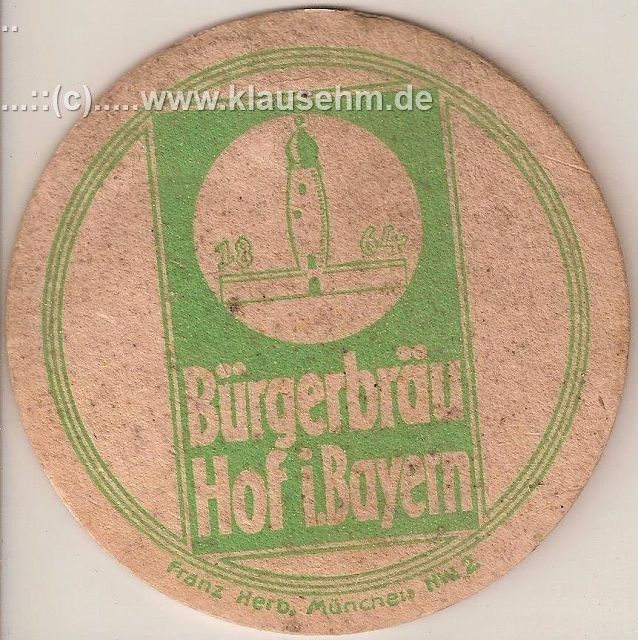 ..
...::(c).....www.klausehm.de
18 64
Bürgerbräu
Hof i. Bayern
Franz Herb, München NW. 2